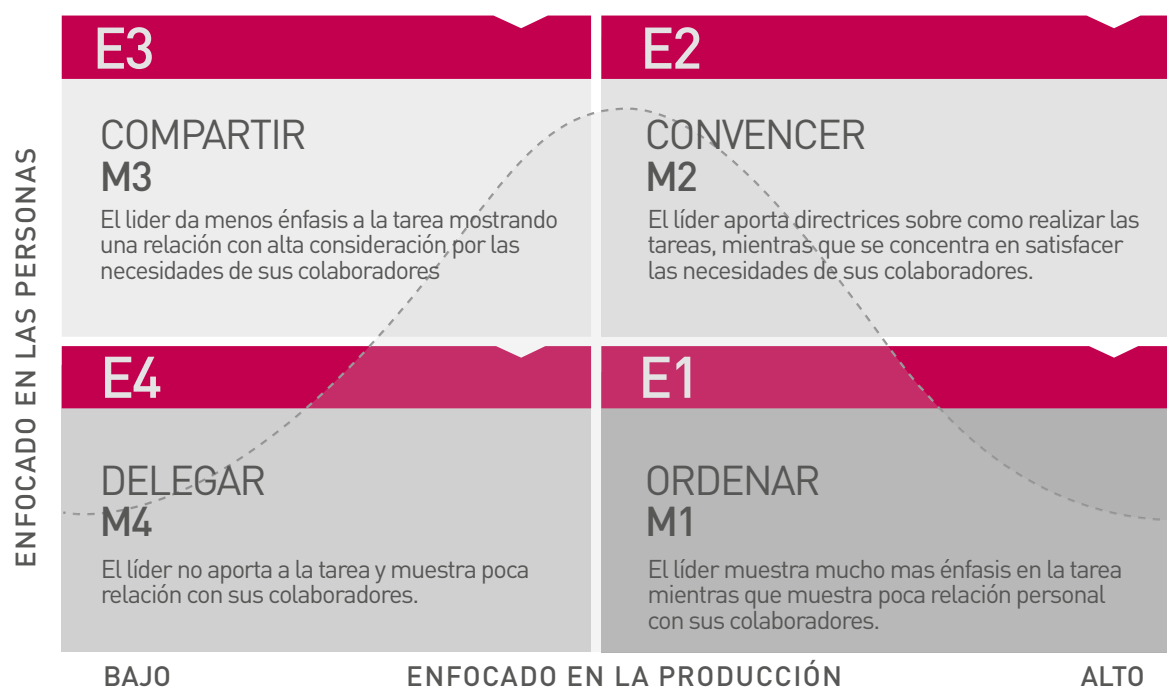 ENFOCADO EN LAS PERSONAS
E3
COMPARTIR
M3
El lider da menos énfasis a la tarea mostrando
una relación con alta consideración por las
necesidades de sus colaboradores
E2
CONVENCER
M2
El líder aporta directrices sobre como realizar las
tareas, mientras que se concentra en satisfacer
las necesidades de sus colaboradores.
E4
DELEGAR
M4
El líder no aporta a la tarea y muestra poca
relación con sus colaboradores.
E1
ORDENAR
M1
El líder muestra mucho mas énfasis en la tarea
mientras que muestra poca relación personal
con sus colaboradores.
BAJO
ENFOCADO EN LA PRODUCCIÓN
ALTO